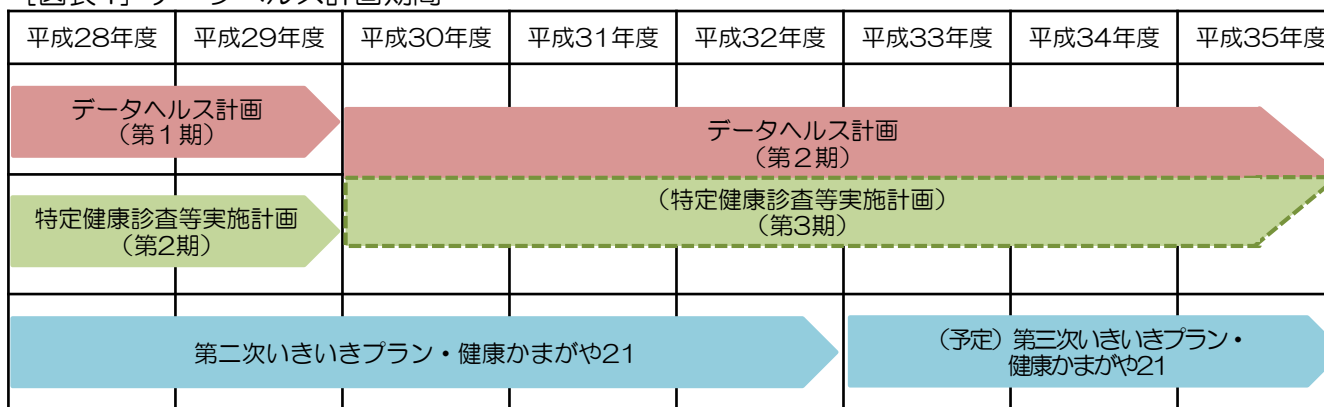 平成28年度
平成29年度
平成30年度
平成31年度
平成32年度
平成33年度
平成34年度
平成35年度
データヘルス計画
（第１期）
データヘルス計画
（第２期）
特定健康診査等実施計画
（第2期）
（特定健康診査等実施計画）
（第3期）
第二次いきいきプラン・健康かまがや21
（予定）第三次いきいきプラン・
健康かまがや21